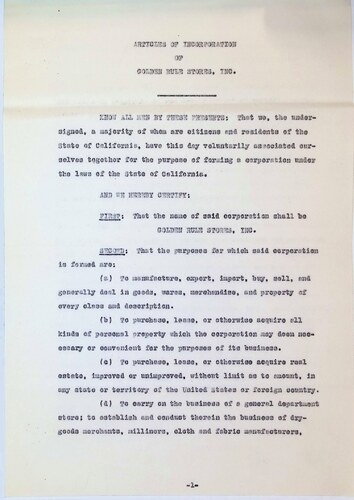 ARTICLES OF INCORPORATION
OF
GOLDEN RULE STORES, INC.
KNOW ALL MEN BY THESE PRESENTS: That we, the under-
signed, a majority of whom are citizens and residents of the
State of California, have this day voluntarily associated our-
selves together for the purpose of forming a corporation under
the laws of the State of California.
AND WE HEREBY CERTIFY:
FIRST: That the name of said corporation shall be
GOLDEN RULE STORES, INC.
SECOND: That the purposes for which said corporation
is formed are:
(a) To manufacture, export, import, buy, sell, and
generally deal in goods, wares, merchandise, and property of
every class and description.
(b) To purchase, lease, or otherwise acquire all
kinds of personal property which the corporation may deem nec-
essary or convenient for the purposes of its business.
(c) To purchase, lease, or otherwise acquire real
estate, improved or unimproved, without limit as to amount, in
any state or territory of the United States or foreign country.
(d) To carry on the business of a general department
store; to establish and conduct therein the business of dry-
goods merchants, milliners, cloth and fabric manufacturers,
-1-